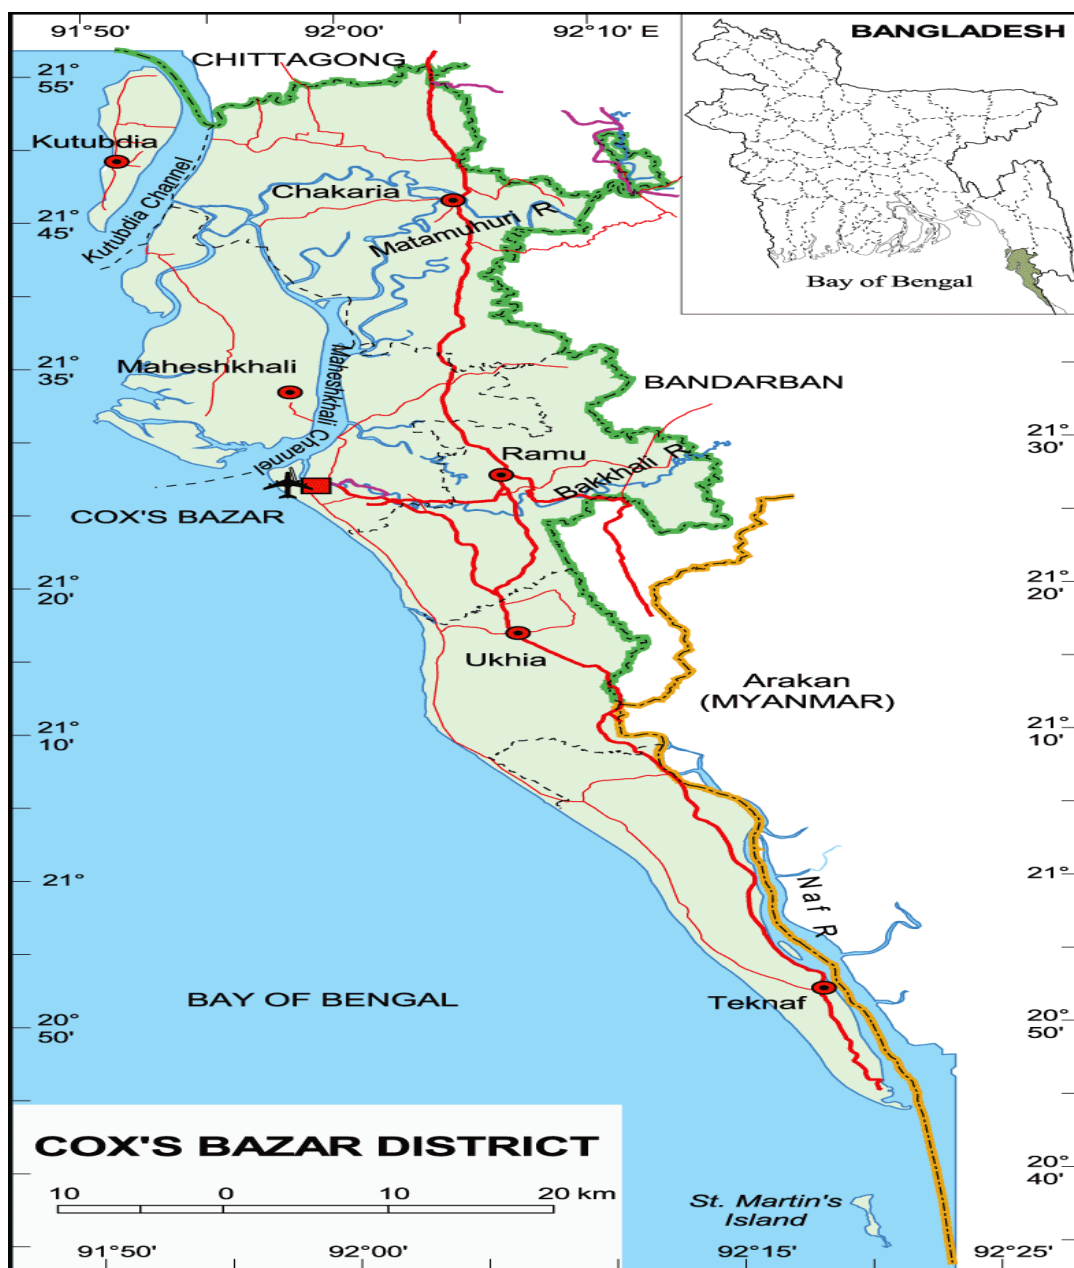 91°50'
92°00'
92°10' E
BANGLADESH
CHITTAGONG
21°
55'
Kutubdia
Kutubdia Channel
Chakaria
Matamuhuri R
21°
45'
Bay of Bengal
21°
35'
Maheshkhali
Maheshkhali Channel
BANDARBAN
21°
30'
Ramu
Bakkhali R
COX'S BAZAR
21°
20'
21°
20'
Ukhia
Arakan
(MYANMAR)
21°
10'
21°
10'
21°
21°
Naf R
BAY OF BENGAL
Teknaf
20°
50'
20°
50'
COX'S BAZAR DISTRICT
10 0 10 20 km
20°
40'
St. Martin's
Island
91°50'
92°00'
92°15'
92°25'